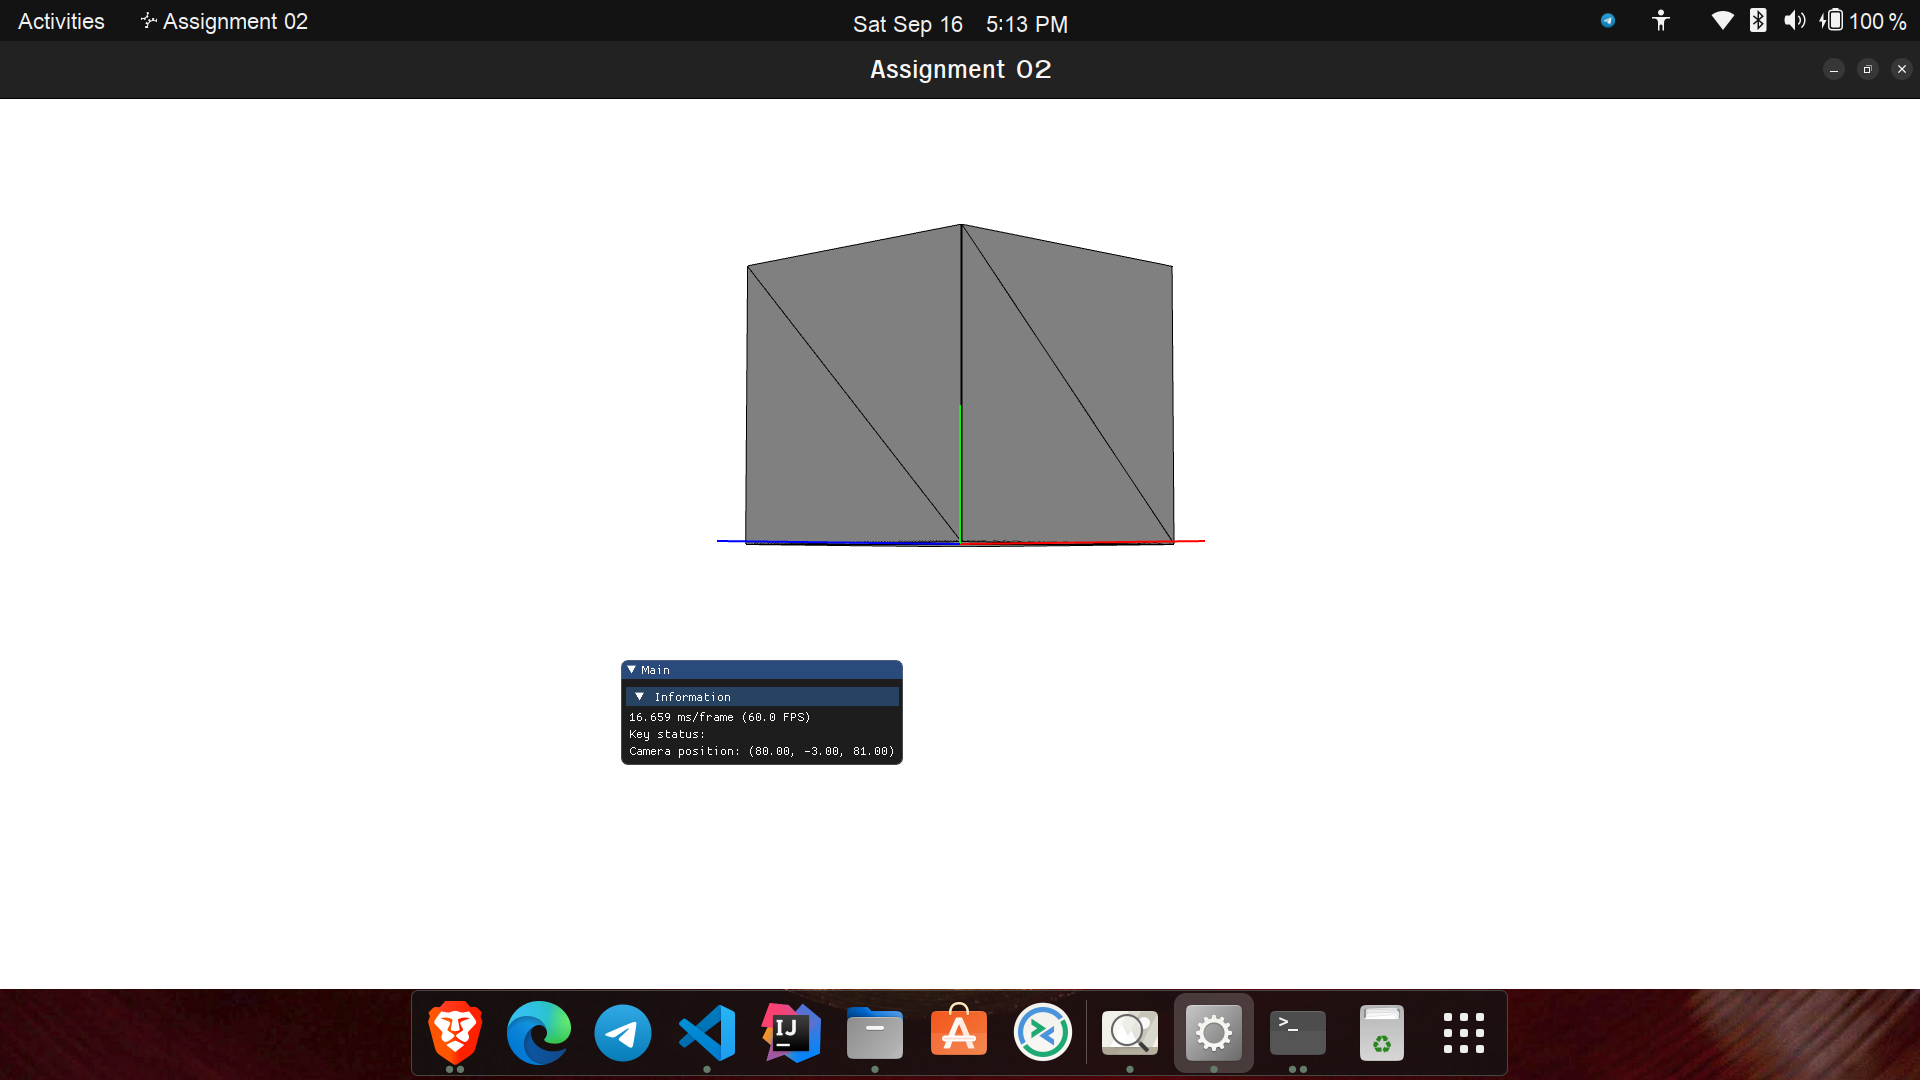 Activities
Assignment 02
Sat Sep 16 5:13 PM
100 %
Assignment 02
Main
Information
16.659 ms/frame (60.0 FPS)
Key status:
Camera position: (80.00, -3.00, 81.00)
IJ
>_